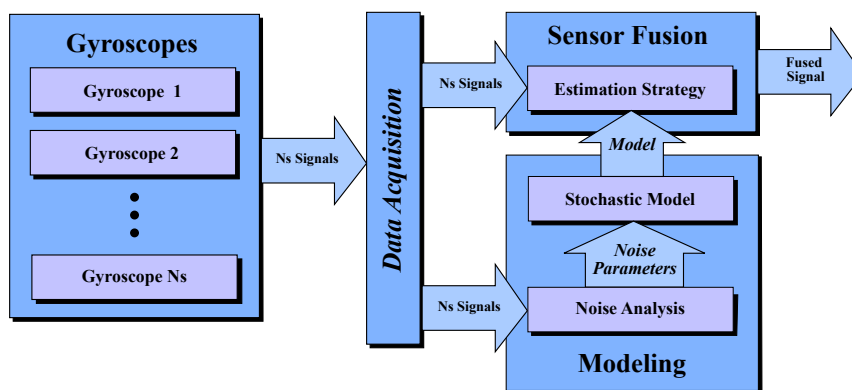 Gyroscopes
Gyroscope 1
Gyroscope 2
Gyroscope Ns
Ns Signals
Data Acquisition
Ns Signals
Ns Signals
Sensor Fusion
Estimation Strategy
Fused
Signal
Model
Stochastic Model
Noise
Parameters
Noise Analysis
Modeling